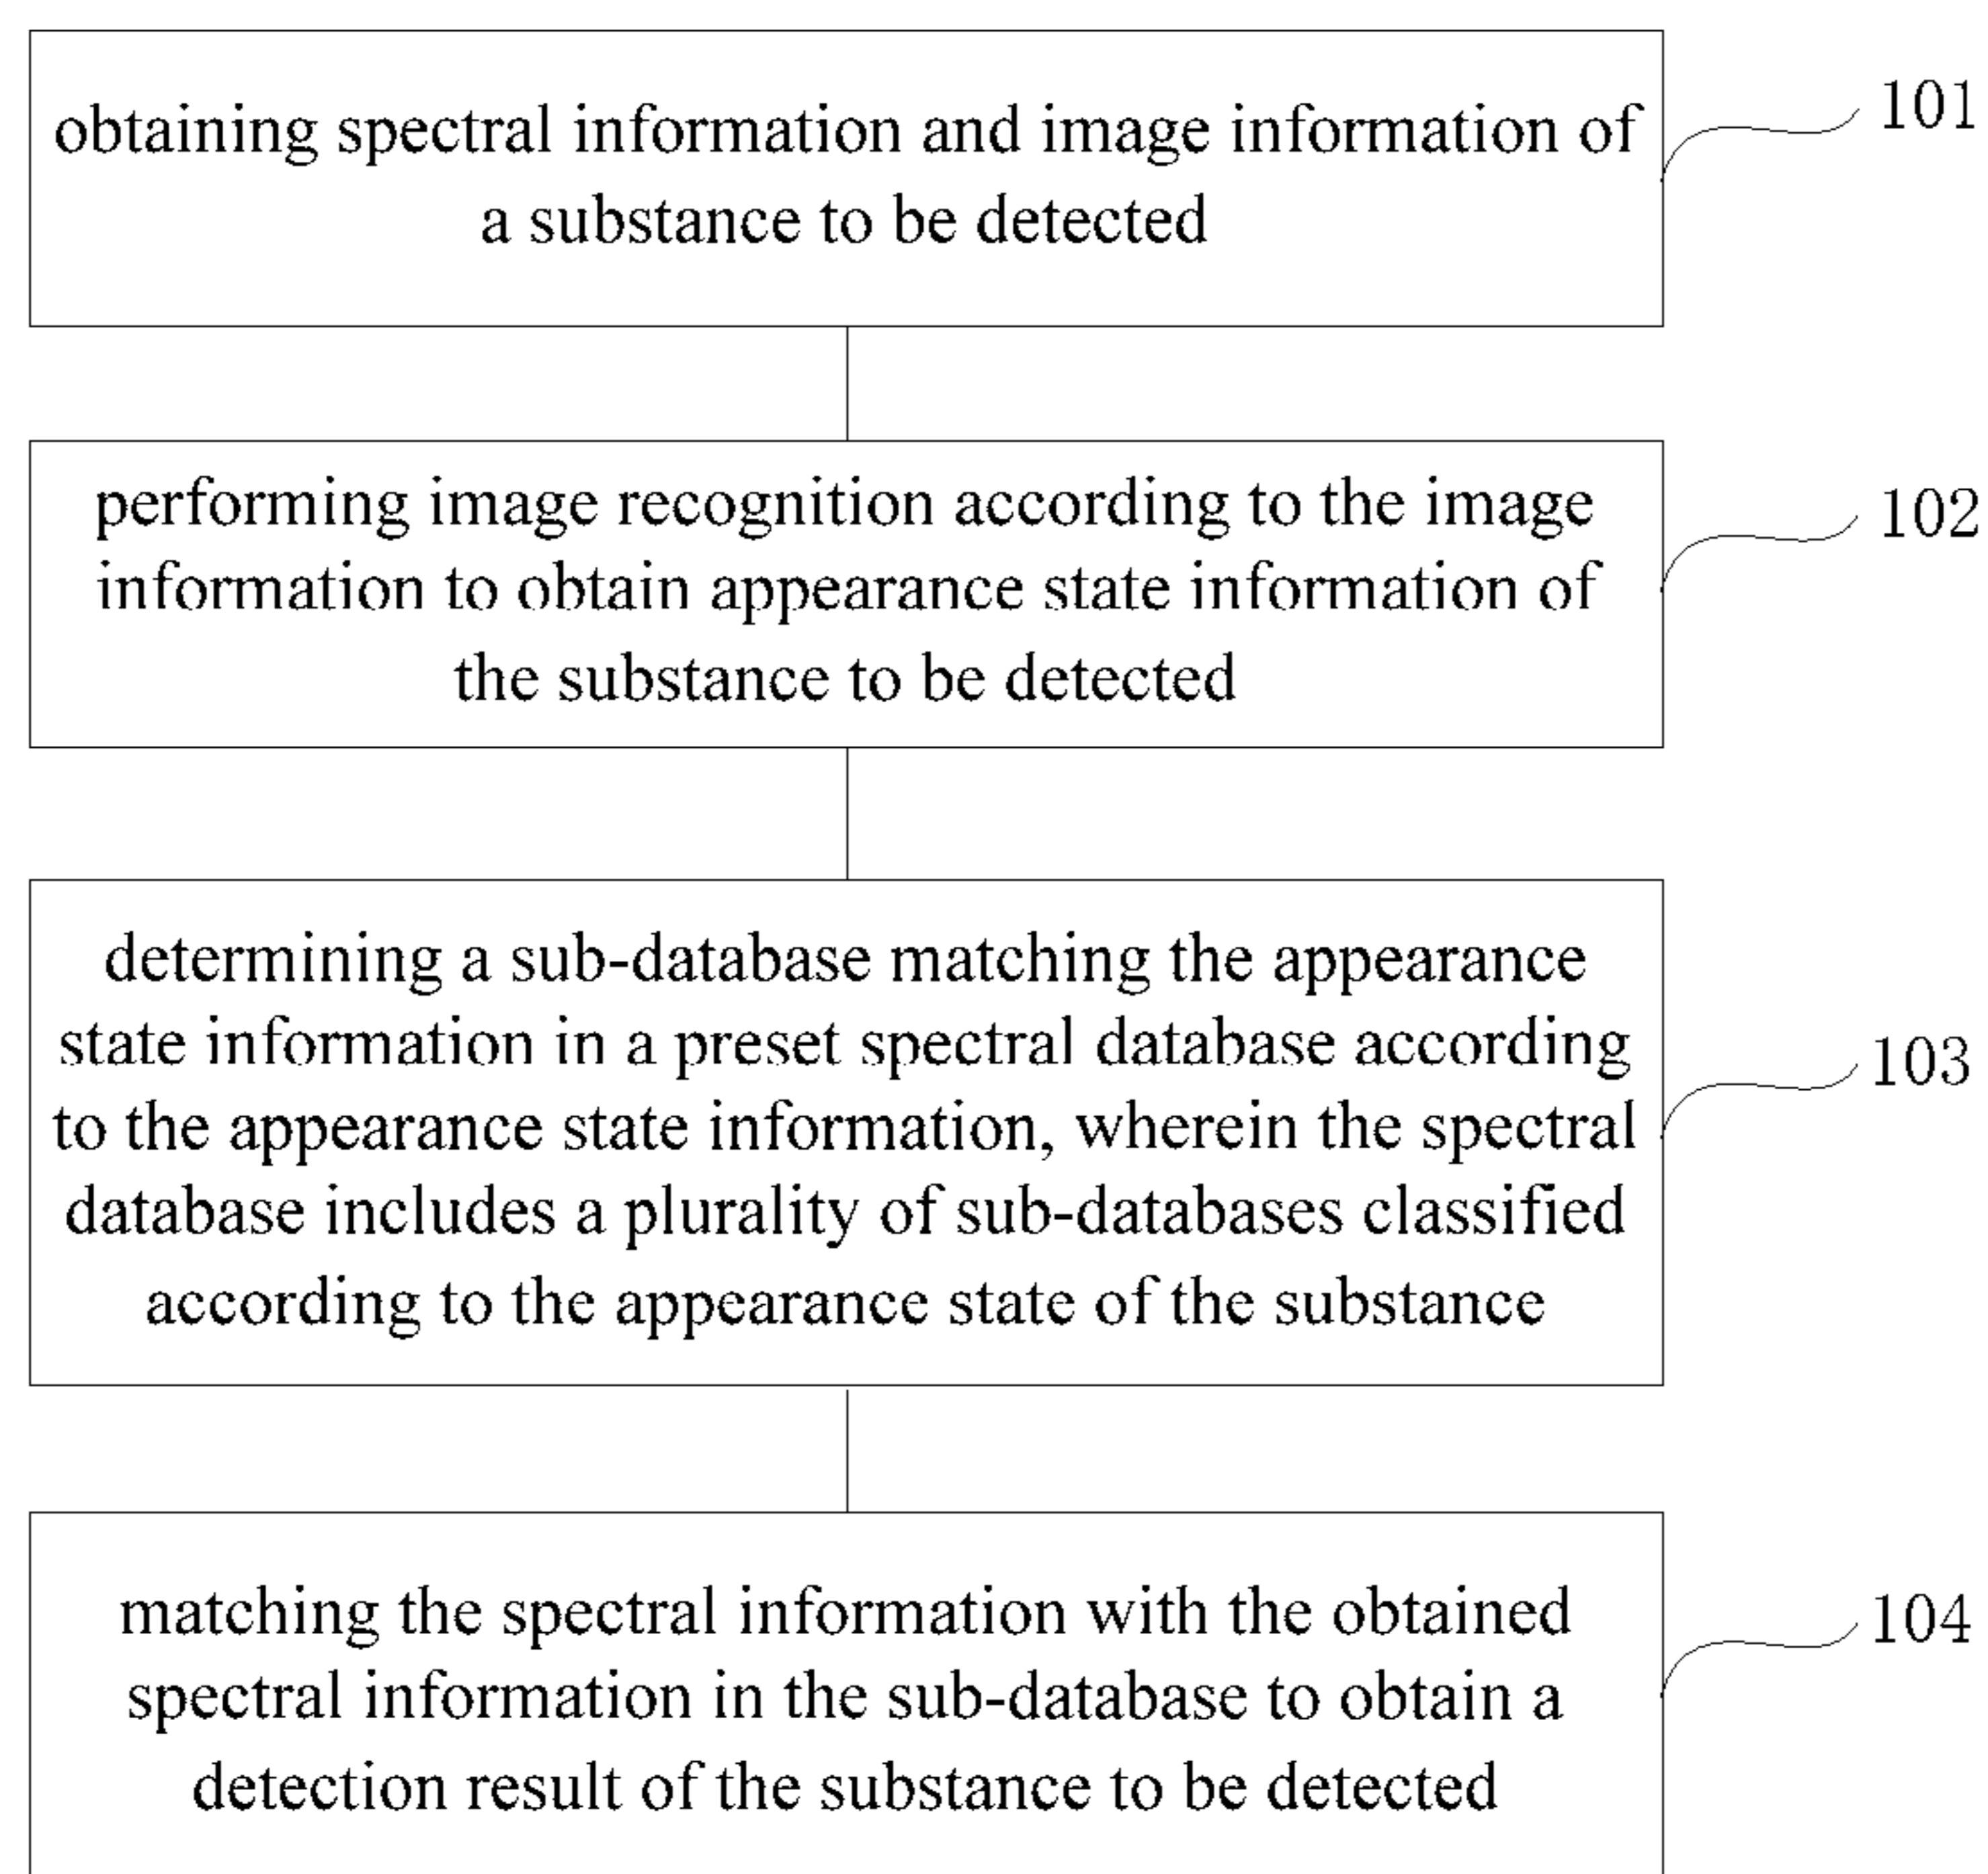 obtaining spectral information and image information of
a substance to be detected
101
performing image recognition according to the image
information to obtain appearance state information of
the substance to be detected
102
determining a sub-database matching the appearance
state information in a preset spectral database according
to the appearance state information, wherein the spectral
database includes a plurality of sub-databases classified
according to the appearance state of the substance
103
matching the spectral information with the obtained
spectral information in the sub-database to obtain a
detection result of the substance to be detected
104